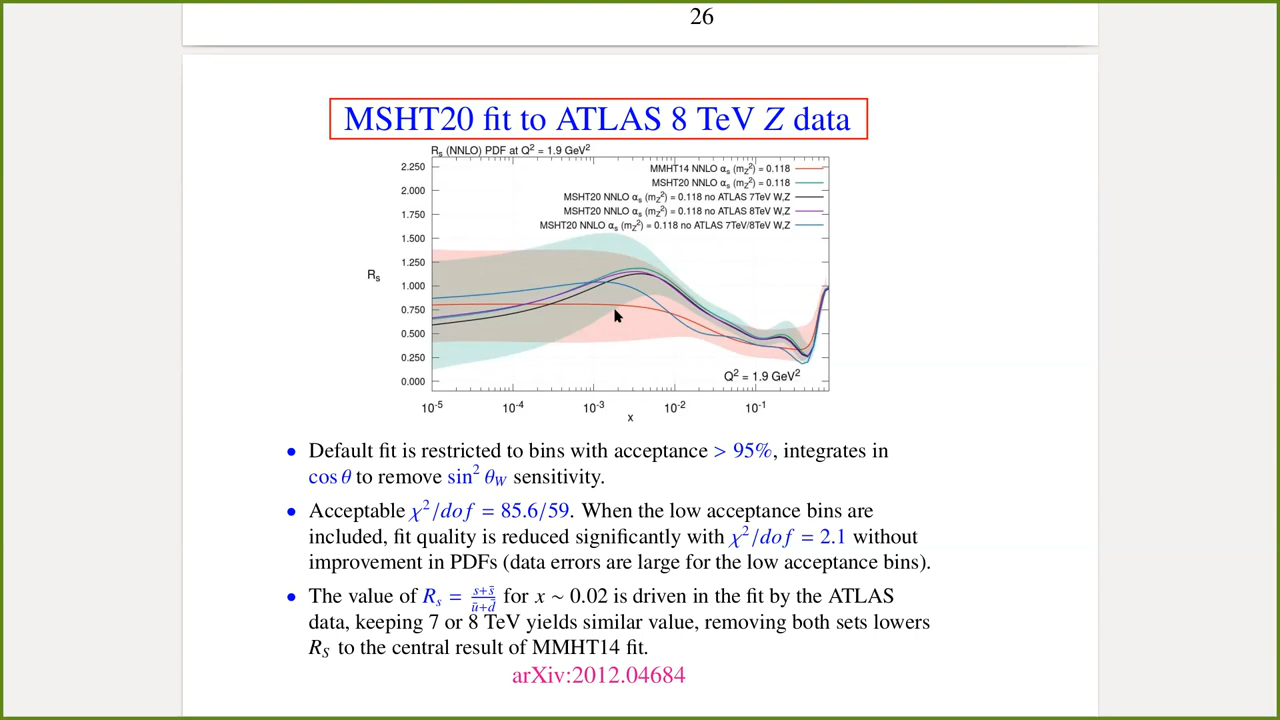 26
MSHT20 fit to ATLAS 8 TeV Z data
R_s (NNLO) PDF at Q² = 1.9 GeV²
MMHT14 NNLO α_s (m_Z²) = 0.118
MSHT20 NNLO α_s (m_Z²) = 0.118
MSHT20 NNLO α_s (m_Z²) = 0.118 no ATLAS 7TeV W,Z
MSHT20 NNLO α_s (m_Z²) = 0.118 no ATLAS 8TeV W,Z
MSHT20 NNLO α_s (m_Z²) = 0.118 no ATLAS 7TeV/8TeV W,Z
2.250
2.000
1.750
1.500
1.250
1.000
0.750
0.500
0.250
0.000
R_s
Q² = 1.9 GeV²
10⁻⁵ 10⁻⁴ 10⁻³ 10⁻² 10⁻¹
x
• Default fit is restricted to bins with acceptance > 95%, integrates in
cos θ to remove sin² θ_W sensitivity.
• Acceptable χ²/dof = 85.6/59. When the low acceptance bins are
included, fit quality is reduced significantly with χ²/dof = 2.1 without
improvement in PDFs (data errors are large for the low acceptance bins).
• The value of R_s = (s+s̄)/(ū+d̄) for x ∼ 0.02 is driven in the fit by the ATLAS
data, keeping 7 or 8 TeV yields similar value, removing both sets lowers
R_S to the central result of MMHT14 fit.
arXiv:2012.04684